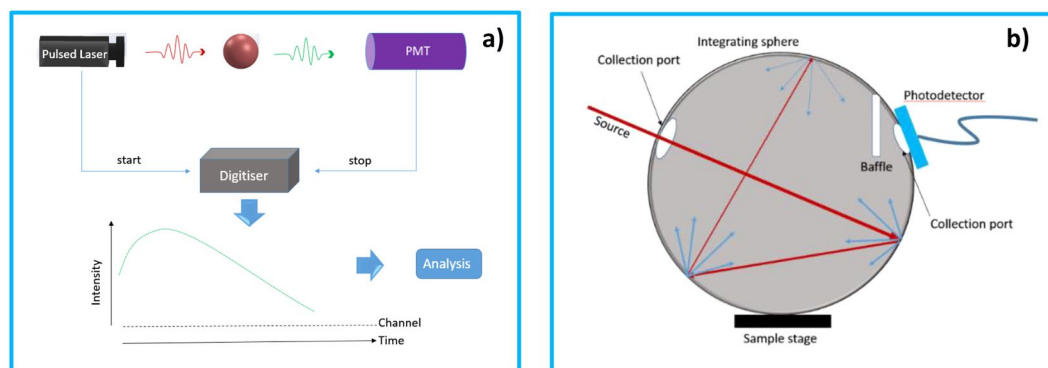 a)
Pulsed Laser
PMT
start
stop
Digitiser
Intensity
Analysis
Channel
Time
b)
Integrating sphere
Collection port
Photodetector
Source
Baffle
Collection port
Sample stage